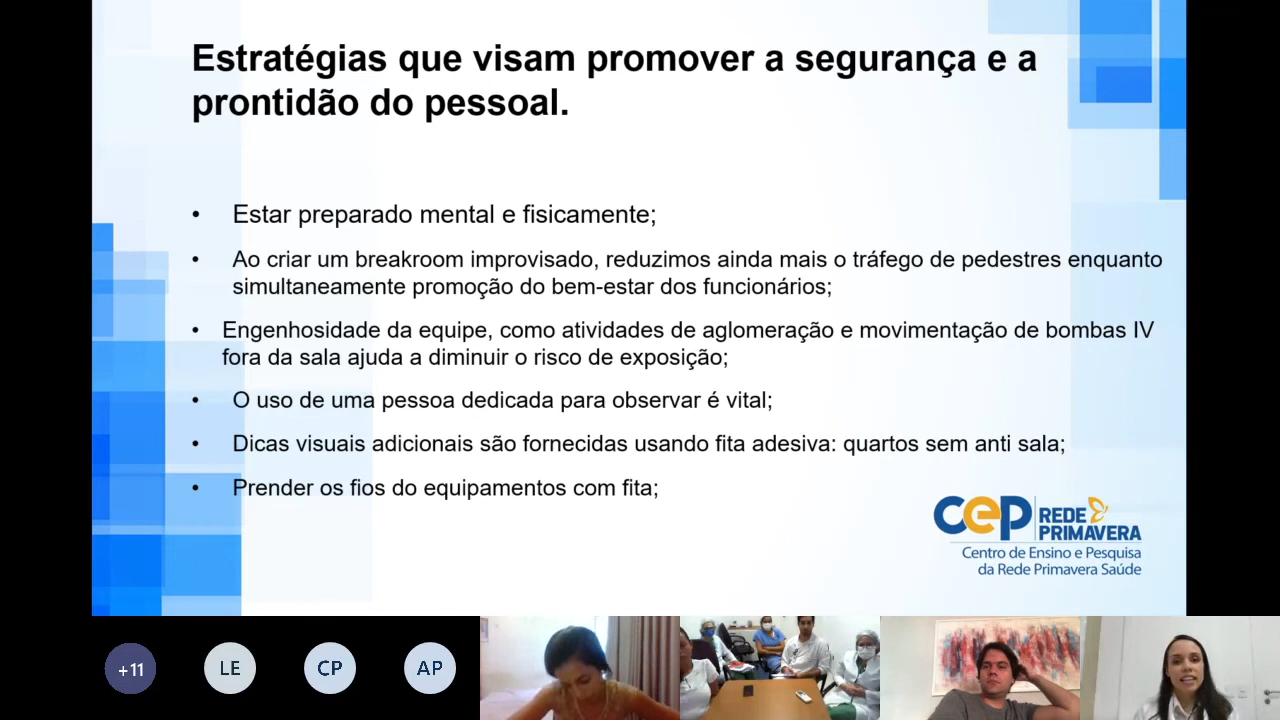 Estratégias que visam promover a segurança e a
prontidão do pessoal.
• Estar preparado mental e fisicamente;
• Ao criar um breakroom improvisado, reduzimos ainda mais o tráfego de pedestres enquanto
simultaneamente promoção do bem-estar dos funcionários;
• Engenhosidade da equipe, como atividades de aglomeração e movimentação de bombas IV
fora da sala ajuda a diminuir o risco de exposição;
• O uso de uma pessoa dedicada para observar é vital;
• Dicas visuais adicionais são fornecidas usando fita adesiva: quartos sem anti sala;
• Prender os fios do equipamentos com fita;
cep REDE
PRIMAVERA
Centro de Ensino e Pesquisa
da Rede Primavera Saúde
+11 LE CP AP